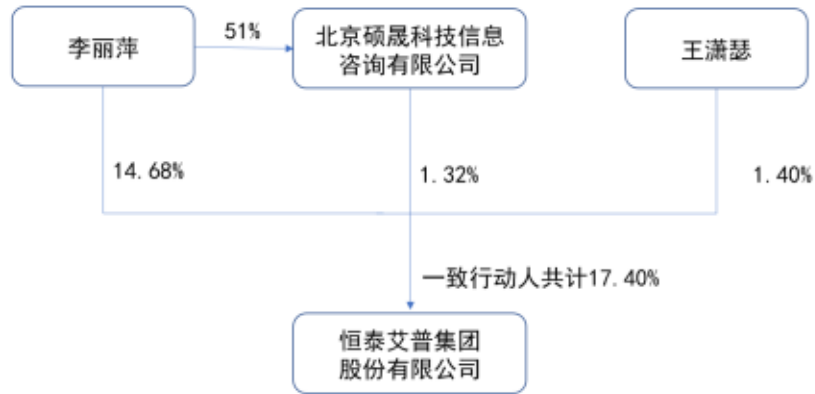 李丽萍
51%
北京硕晟科技信息
咨询有限公司
王潇瑟
14.68%
1.32%
1.40%
一致行动人共计17.40%
恒泰艾普集团
股份有限公司